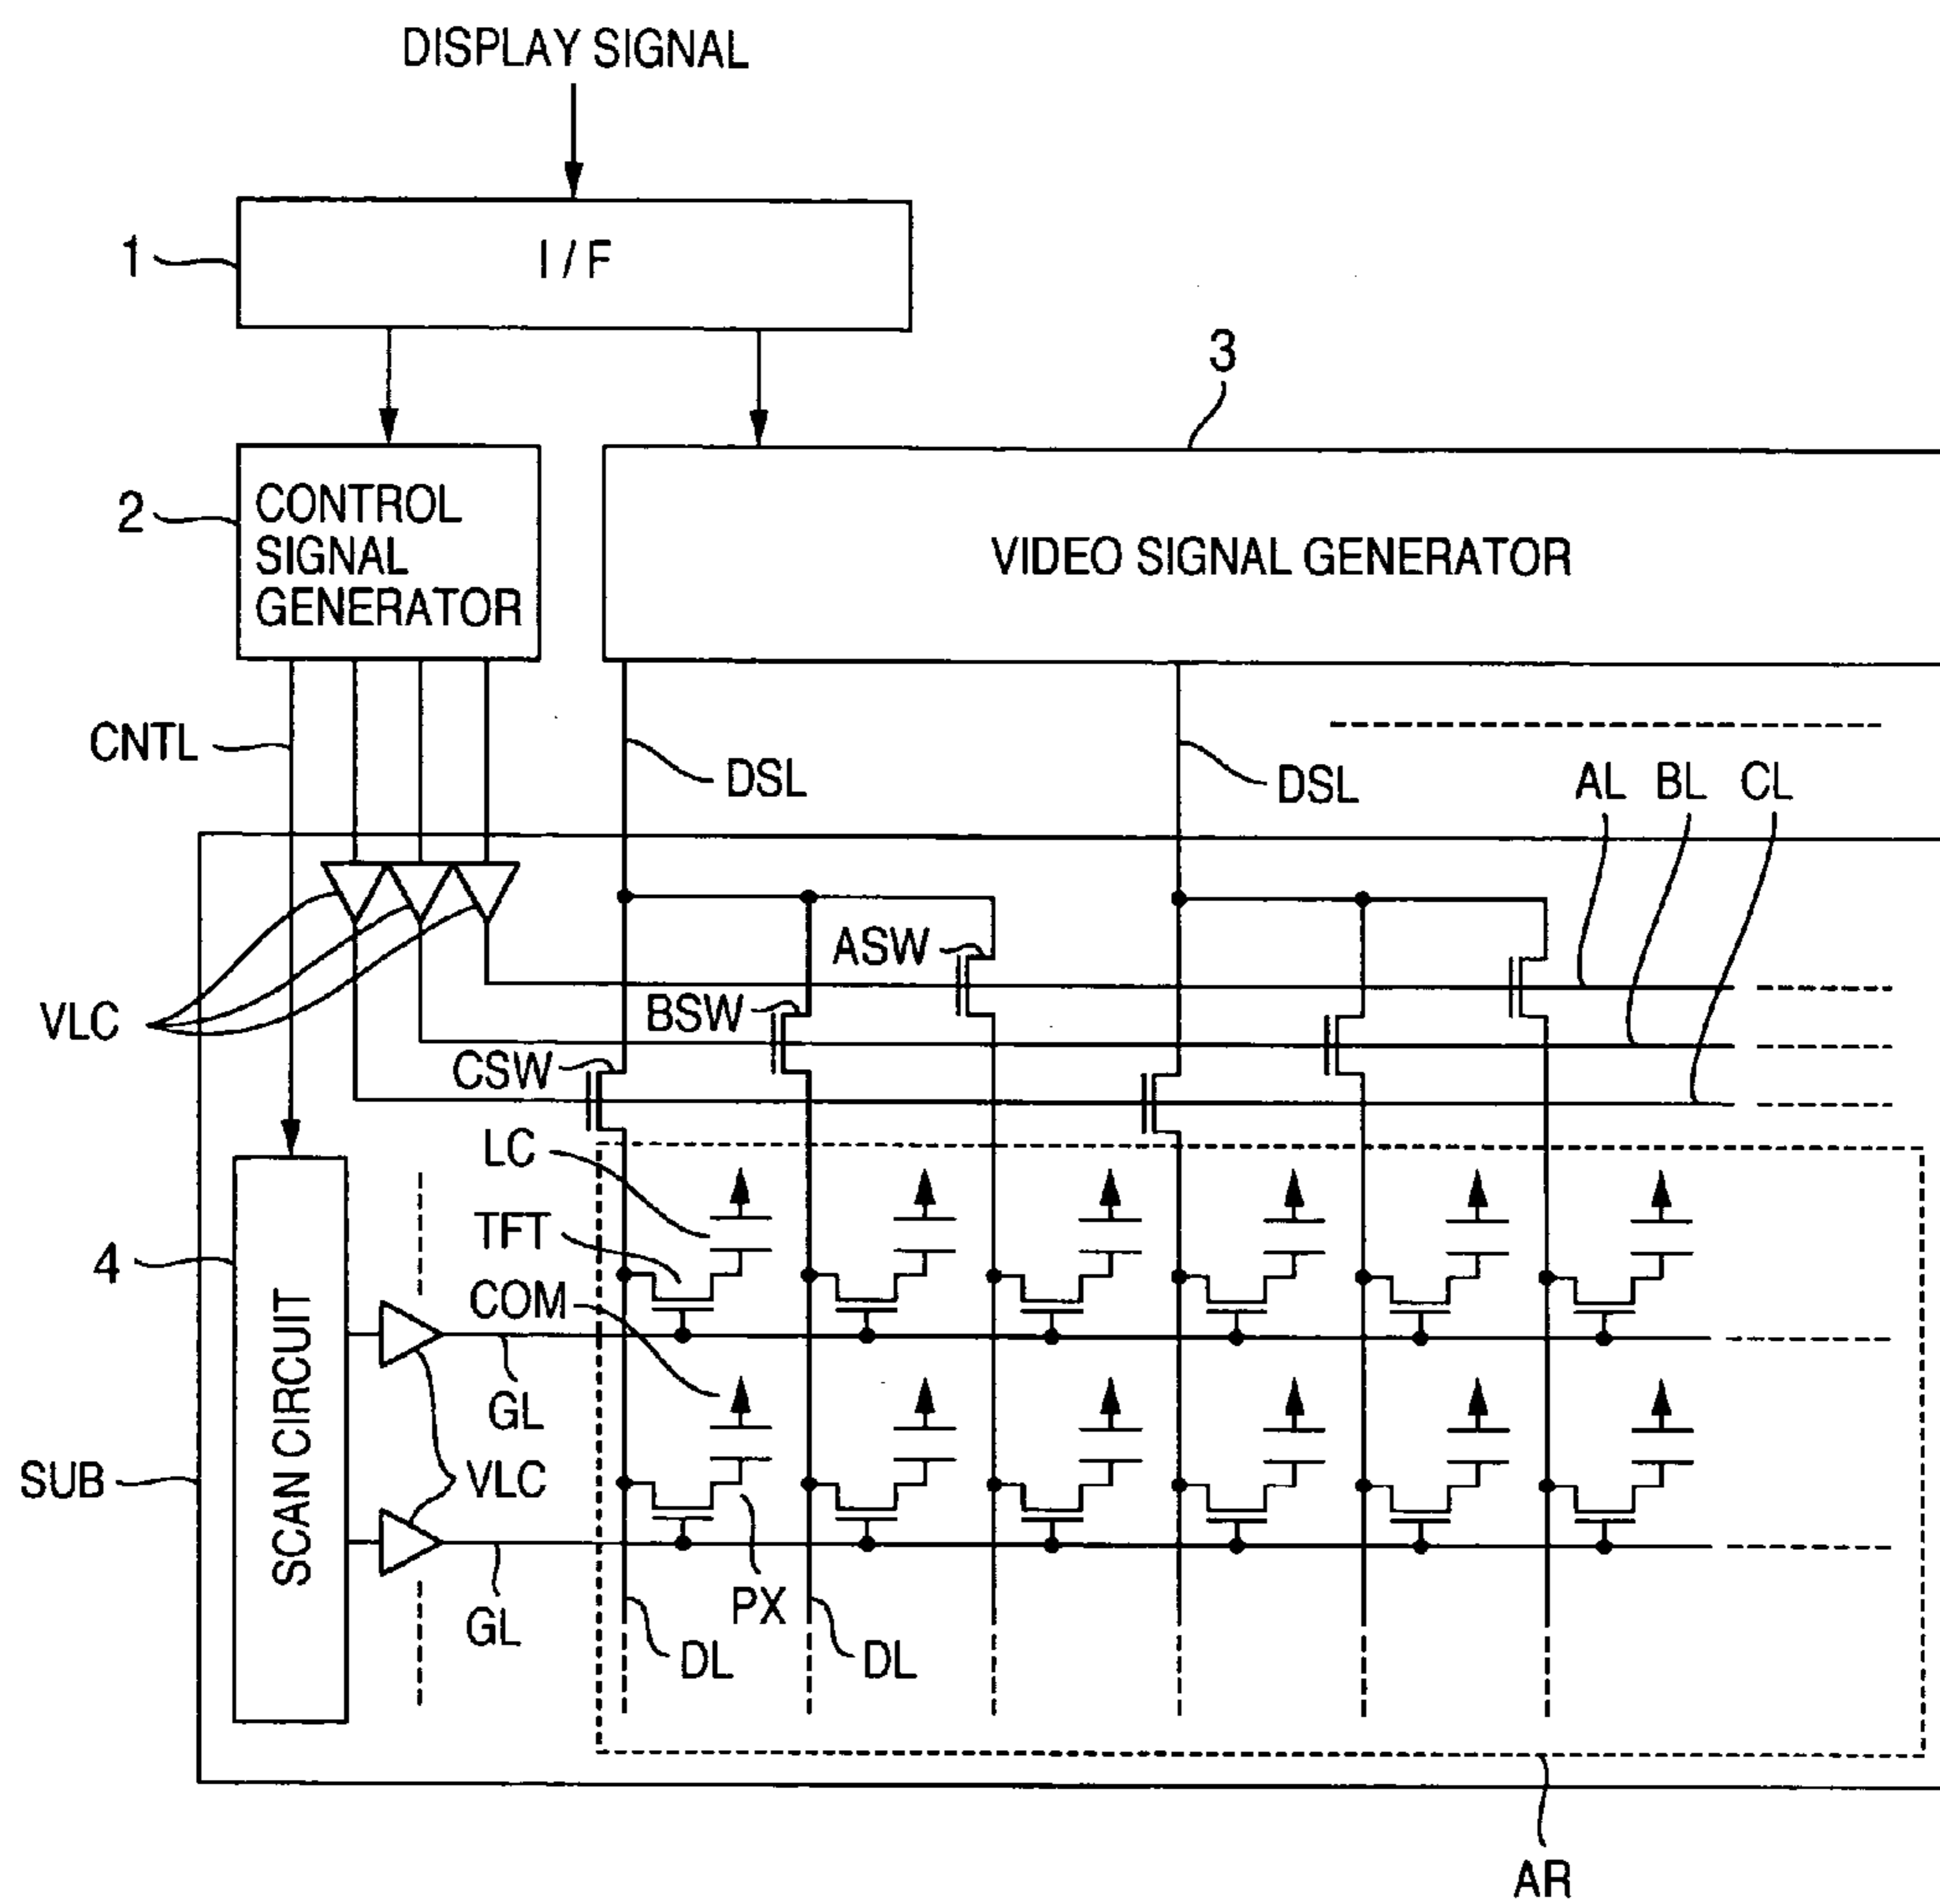 DISPLAY SIGNAL
1
I / F
3
2
CONTROL
SIGNAL
GENERATOR
VIDEO SIGNAL GENERATOR
CNTL
DSL
DSL
AL
BL
CL
ASW
VLC
BSW
CSW
LC
TFT
4
COM
SCAN CIRCUIT
GL
SUB
VLC
PX
GL
DL
DL
AR